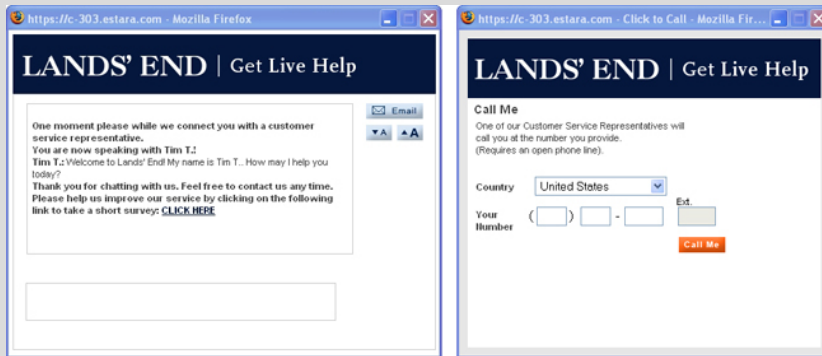 https://c-303.estara.com - Mozilla Firefox
LANDS' END | Get Live Help
One moment please while we connect you with a customer
service representative.
You are now speaking with Tim T.!
Tim T.: Welcome to Lands' End! My name is Tim T.. How may I help you
today?
Thank you for chatting with us. Feel free to contact us any time.
Please help us improve our service by clicking on the following
link to take a short survey: CLICK HERE
Email
▼A ▲A
https://c-303.estara.com - Click to Call - Mozilla Fir...
LANDS' END | Get Live Help
Call Me
One of our Customer Service Representatives will
call you at the number you provide.
(Requires an open phone line).
Country United States
Ext.
Your ( ) -
Number
Call Me